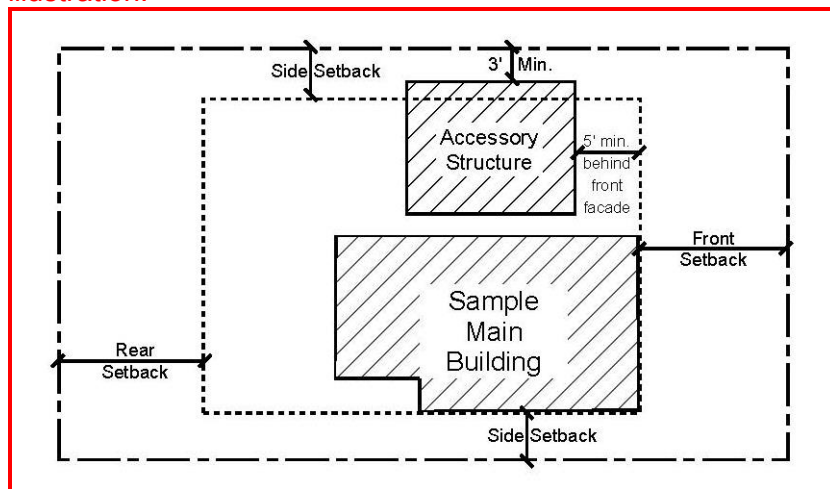 Side Setback
3' Min.
Accessory
Structure
5' min.
behind
front
facade
Front
Setback
Sample
Main
Building
Rear
Setback
Side Setback